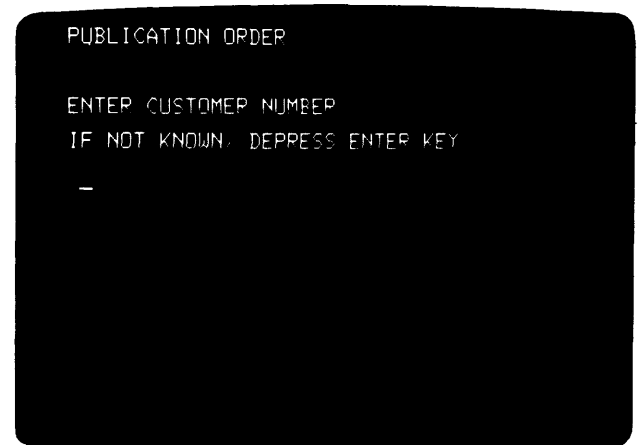 PUBLICATION ORDER
ENTER CUSTOMER NUMBER
IF NOT KNOWN, DEPRESS ENTER KEY
_